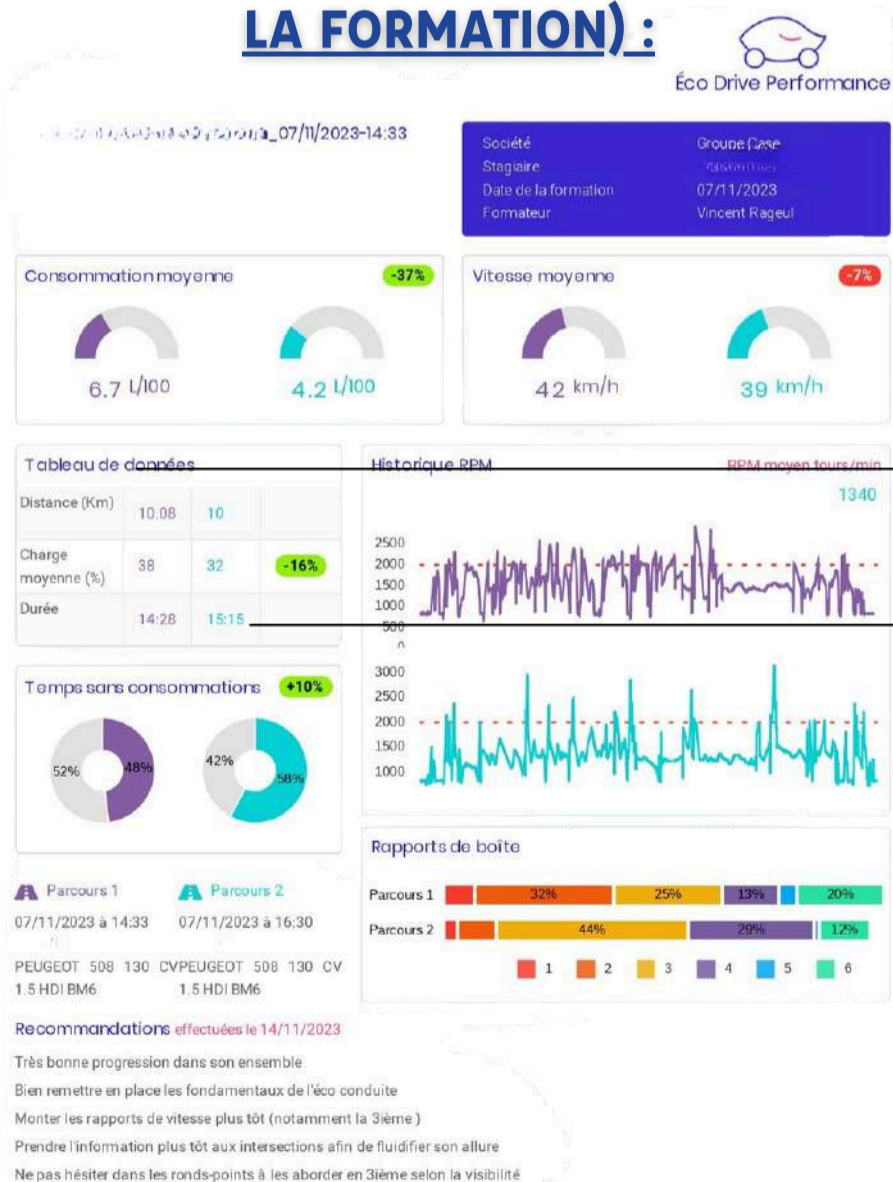 LA FORMATION) :
Éco Drive Performance
_07/11/2023-14:33
Société Groupe Case
Stagiaire
Date de la formation 07/11/2023
Formateur Vincent Rageul
Consommation moyenne -37%
6.7 L/100 4.2 L/100
Vitesse moyenne -7%
42 km/h 39 km/h
Tableau de données
Distance (Km) 10.08 10
Charge moyenne (%) 38 32 -16%
Durée 14:28 15:15
Historique RPM RPM moyen tours/min
1340
2500
2000
1500
1000
500
0
3000
2500
2000
1500
1000
Temps sans consommations +10%
52% 48% 42% 58%
Rapports de boîte
Parcours 1 32% 25% 13% 20%
Parcours 2 44% 29% 12%
1 2 3 4 5 6
Parcours 1 Parcours 2
07/11/2023 à 14:33 07/11/2023 à 16:30
PEUGEOT 508 130 CVPEUGEOT 508 130 CV
1.5 HDI BM6 1.5 HDI BM6
Recommandations effectuées le 14/11/2023
Très bonne progression dans son ensemble
Bien remettre en place les fondamentaux de l'éco conduite
Monter les rapports de vitesse plus tôt (notamment la 3ième )
Prendre l'information plus tôt aux intersections afin de fluidifier son allure
Ne pas hésiter dans les ronds-points à les aborder en 3ième selon la visibilité